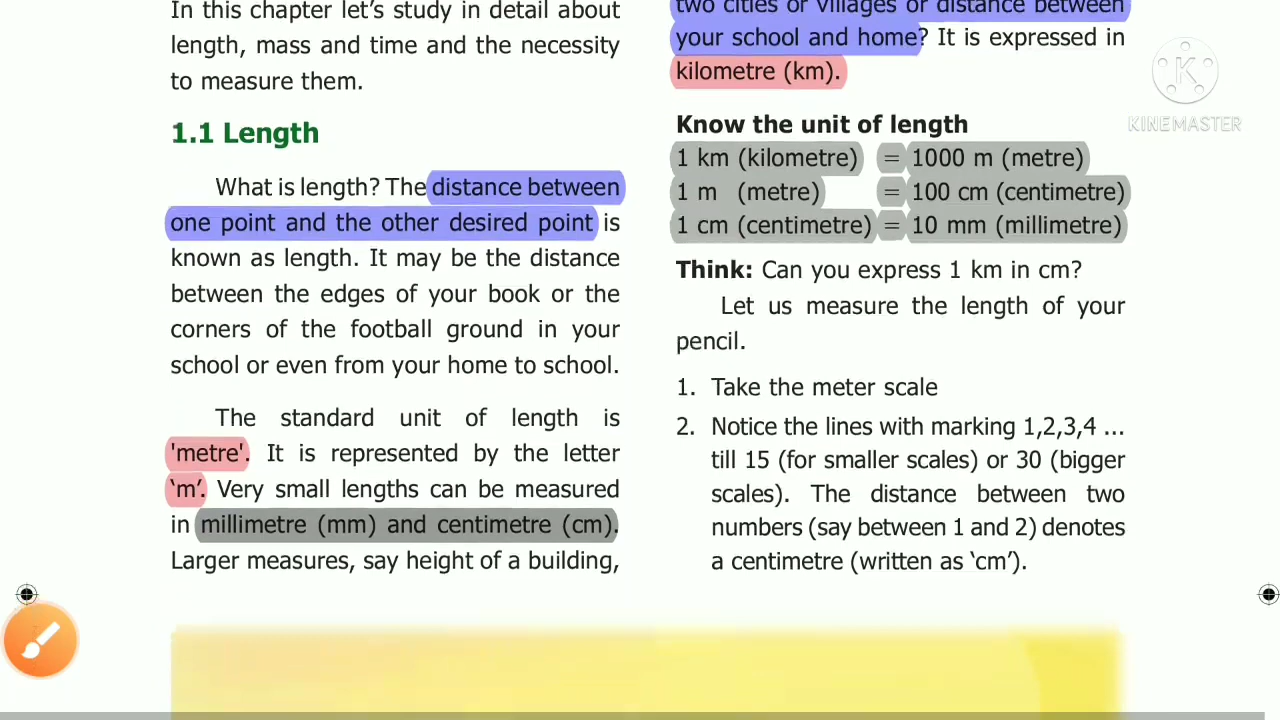 In this chapter let’s study in detail about
length, mass and time and the necessity
to measure them.
1.1 Length
What is length? The distance between
one point and the other desired point is
known as length. It may be the distance
between the edges of your book or the
corners of the football ground in your
school or even from your home to school.
The standard unit of length is
'metre'. It is represented by the letter
‘m’. Very small lengths can be measured
in millimetre (mm) and centimetre (cm).
Larger measures, say height of a building,
two cities or villages or distance between
your school and home? It is expressed in
kilometre (km).
Know the unit of length
1 km (kilometre) = 1000 m (metre)
1 m (metre) = 100 cm (centimetre)
1 cm (centimetre) = 10 mm (millimetre)
Think: Can you express 1 km in cm?
Let us measure the length of your
pencil.
1. Take the meter scale
2. Notice the lines with marking 1,2,3,4 ...
till 15 (for smaller scales) or 30 (bigger
scales). The distance between two
numbers (say between 1 and 2) denotes
a centimetre (written as ‘cm’).
K
KINEMASTER